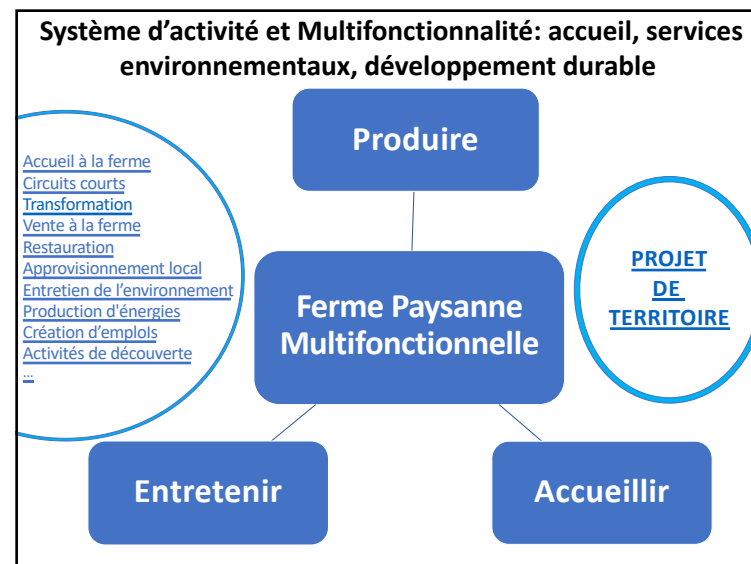 Système d’activité et Multifonctionnalité: accueil, services
environnementaux, développement durable
Produire
Accueil à la ferme
Circuits courts
Transformation
Vente à la ferme
Restauration
Approvisionnement local
Entretien de l’environnement
Production d'énergies
Création d’emplols
Activités de découverte
...
Ferme Paysanne
Multifonctionnelle
PROJET
DE
TERRITOIRE
Entretenir
Accueillir